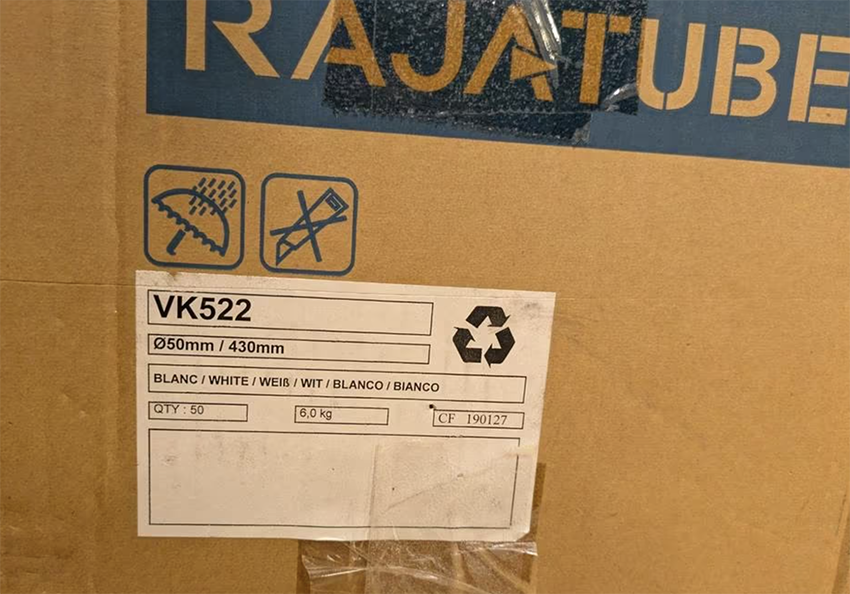 RAJATUBE
VK522
Ø50mm / 430mm
BLANC / WHITE / WEIß / WIT / BLANCO / BIANCO
QTY : 50
6,0 kg
CF 190127